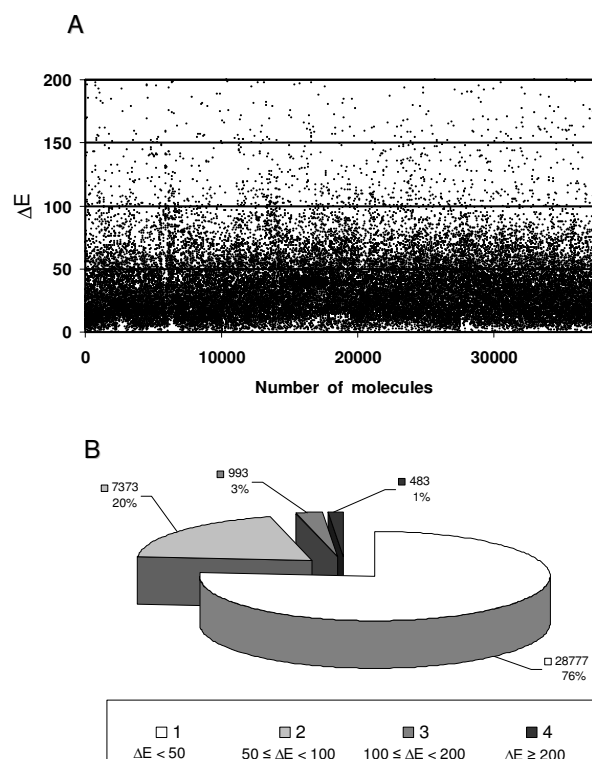 A
200
150
100
50
0
ΔE
0 10000 20000 30000
Number of molecules
B
993
3%
483
1%
7373
20%
28777
76%
1 2 3 4
ΔE < 50 50 ≤ ΔE < 100 100 ≤ ΔE < 200 ΔE ≥ 200